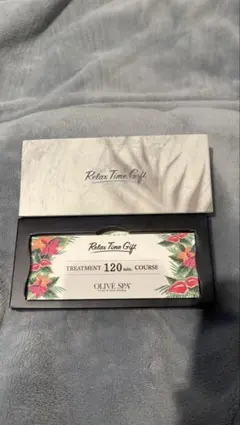 Relax Time Gift
Relax Time Gift
TREATMENT 120 min. COURSE
OLIVE SPA